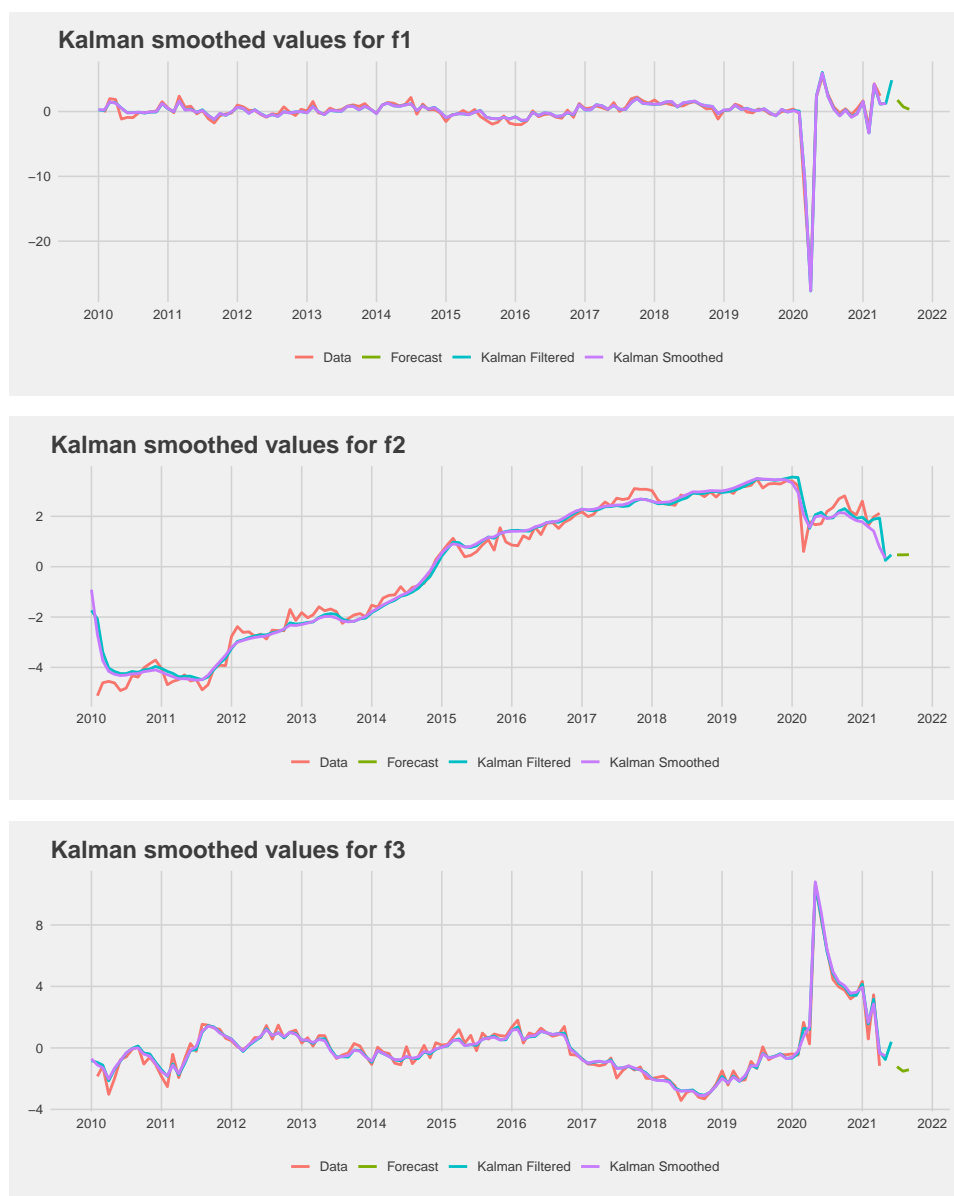 Kalman smoothed values for f1
0
−10
−20
2010 2011 2012 2013 2014 2015 2016 2017 2018 2019 2020 2021 2022
Data Forecast Kalman Filtered Kalman Smoothed
Kalman smoothed values for f2
2
0
−2
−4
2010 2011 2012 2013 2014 2015 2016 2017 2018 2019 2020 2021 2022
Data Forecast Kalman Filtered Kalman Smoothed
Kalman smoothed values for f3
8
4
0
−4
2010 2011 2012 2013 2014 2015 2016 2017 2018 2019 2020 2021 2022
Data Forecast Kalman Filtered Kalman Smoothed